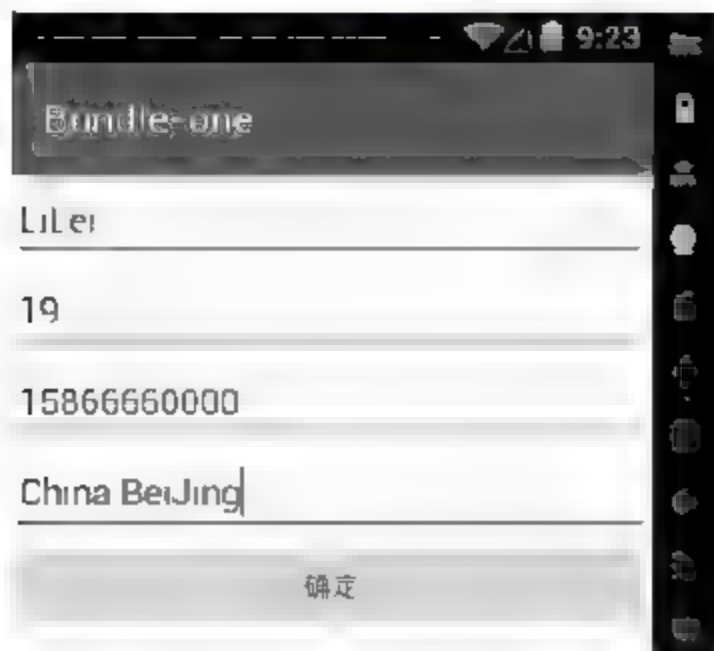 9:23
Bundle-one
LiLei
19
15866660000
China BeiJing
确定